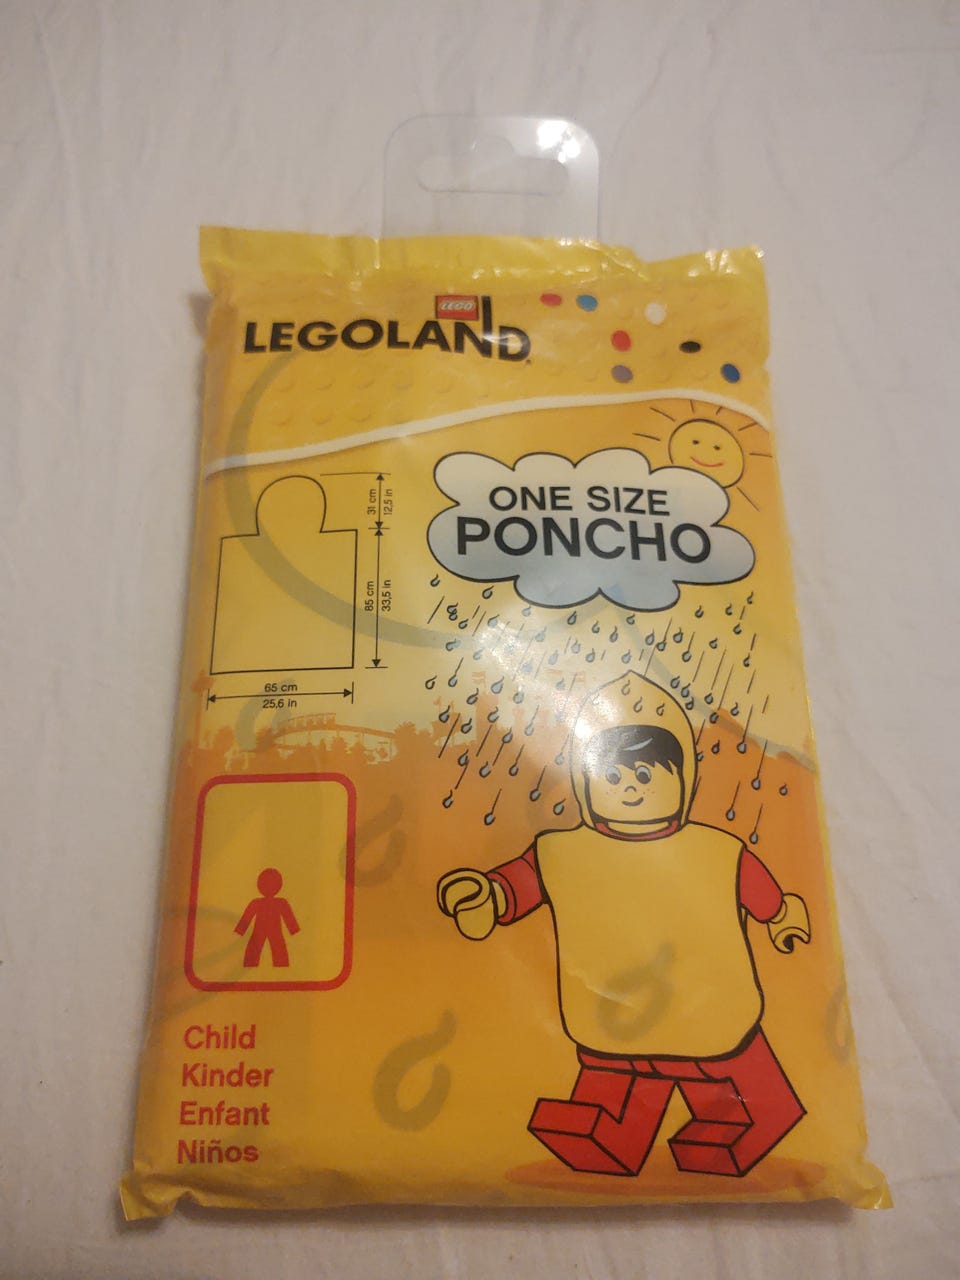 LEGO
LEGOLAND
ONE SIZE
PONCHO
31 cm
12,5 in
85 cm
33,5 in
65 cm
25,6 in
Child
Kinder
Enfant
Niños